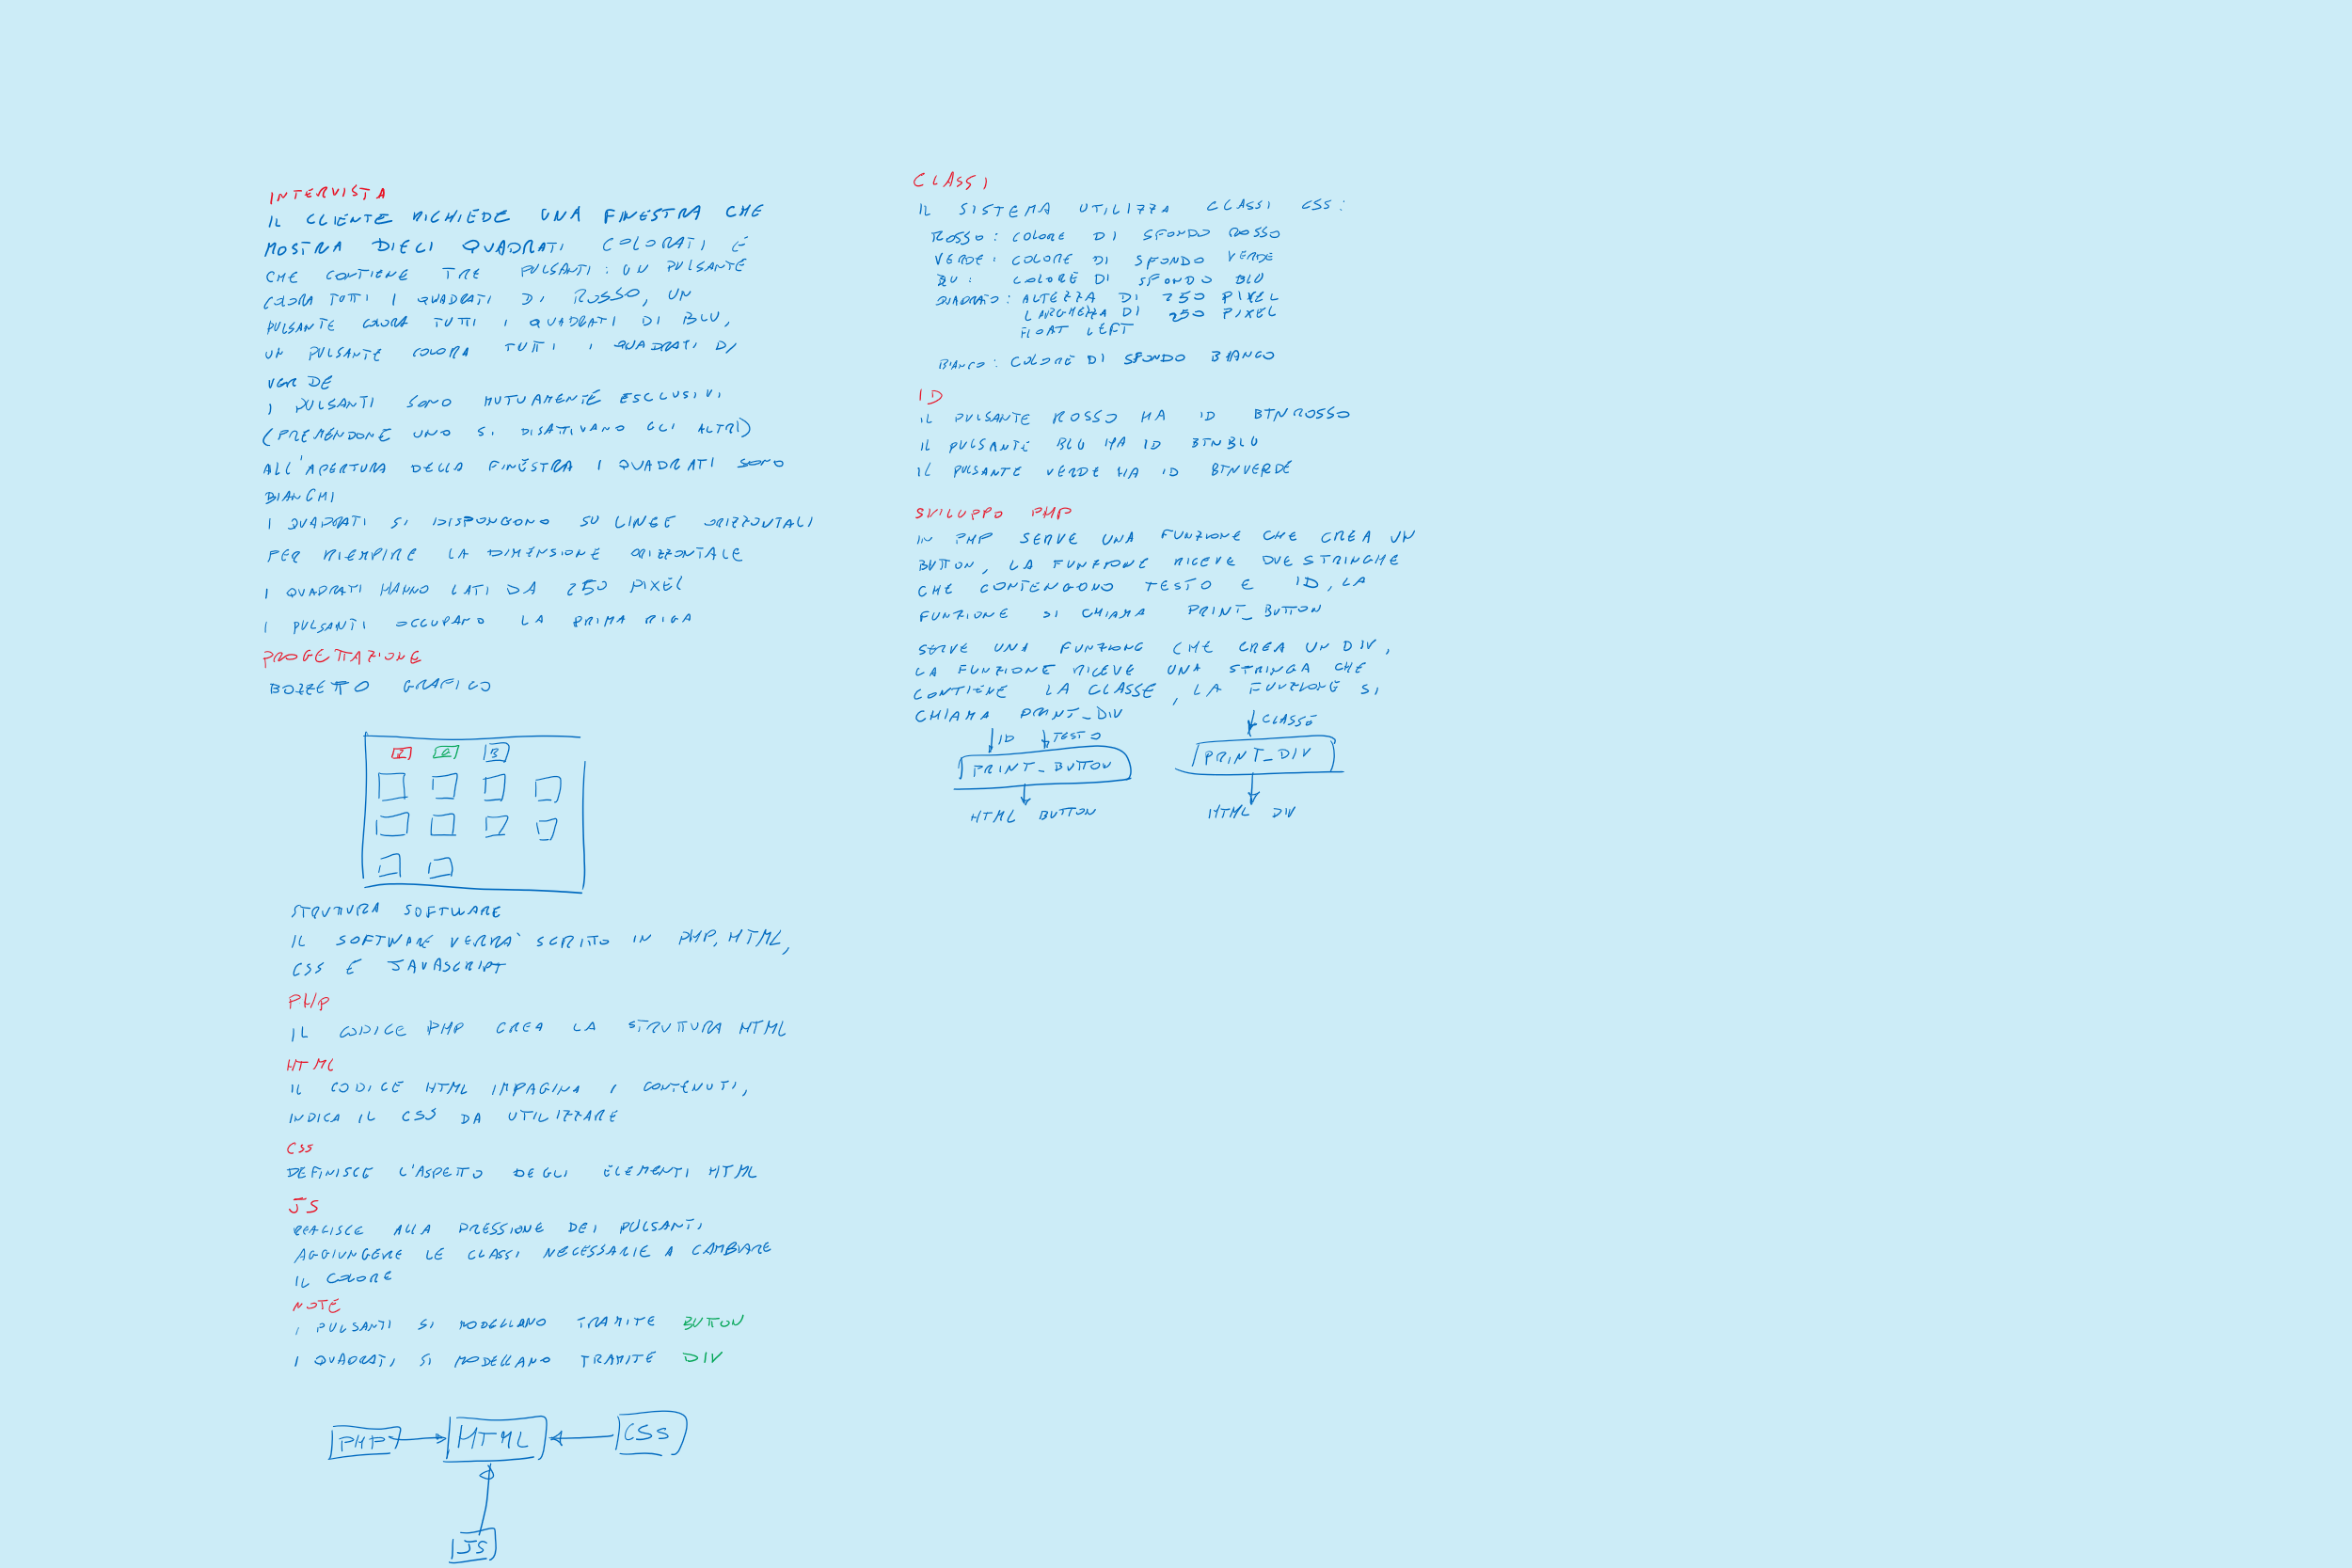 INTERVISTA
IL CLIENTE RICHIEDE UNA FINESTRA CHE
MOSTRA DIECI QUADRATI COLORATI E
CHE CONTIENE TRE PULSANTI: UN PULSANTE
COLORA TUTTI I QUADRATI DI ROSSO, UN
PULSANTE COLORA TUTTI I QUADRATI DI BLU,
UN PULSANTE COLORA TUTTI I QUADRATI DI
VERDE
I PULSANTI SONO MUTUAMENTE ESCLUSIVI
(PREMENDONE UNO SI DISATTIVANO GLI ALTRI)
ALL'APERTURA DELLA FINESTRA I QUADRATI SONO
BIANCHI
I QUADRATI SI DISPONGONO SU LINEE ORIZZONTALI
PER RIEMPIRE LA DIMENSIONE ORIZZONTALE
I QUADRATI HANNO LATI DA 250 PIXEL
I PULSANTI OCCUPANO LA PRIMA RIGA
PROGETTAZIONE
BOZZETTO GRAFICO
B
STRUTTURA SOFTWARE
IL SOFTWARE VERRA' SCRITTO IN PHP, HTML,
CSS E JAVASCRIPT
PHP
IL CODICE PHP CREA LA STRUTTURA HTML
HTML
IL CODICE HTML IMPAGINA I CONTENUTI,
INDICA IL CSS DA UTILIZZARE
CSS
DEFINISCE L'ASPETTO DEGLI ELEMENTI HTML
JS
REAGISCE ALLA PRESSIONE DEI PULSANTI
AGGIUNGERE LE CLASSI NECESSARIE A CAMBIARE
IL COLORE
NOTE
I PULSANTI SI MODELLANO TRAMITE BUTTON
I QUADRATI SI MODELLANO TRAMITE DIV
PHP HTML CSS
JS
CLASSI
IL SISTEMA UTILIZZA CLASSI CSS:
ROSSO: COLORE DI SFONDO ROSSO
VERDE: COLORE DI SFONDO VERDE
BLU: COLORE DI SFONDO BLU
QUADRATO: ALTEZZA DI 250 PIXEL
LARGHEZZA DI 250 PIXEL
FLOAT LEFT
BIANCO: COLORE DI SFONDO BIANCO
ID
IL PULSANTE ROSSO HA ID BTNROSSO
IL PULSANTE BLU HA ID BTNBLU
IL PULSANTE VERDE HA ID BTNVERDE
SVILUPPO PHP
IN PHP SERVE UNA FUNZIONE CHE CREA UN
BUTTON, LA FUNZIONE RICEVE DUE STRINGHE
CHE CONTENGONO TESTO E ID, LA
FUNZIONE SI CHIAMA PRINT_BUTTON
SERVE UNA FUNZIONE CHE CREA UN DIV,
LA FUNZIONE RICEVE UNA STRINGA CHE
CONTIENE LA CLASSE, LA FUNZIONE SI
CHIAMA PRINT_DIV
ID TESTO CLASSE
PRINT_BUTTON PRINT_DIV
HTML BUTTON HTML DIV